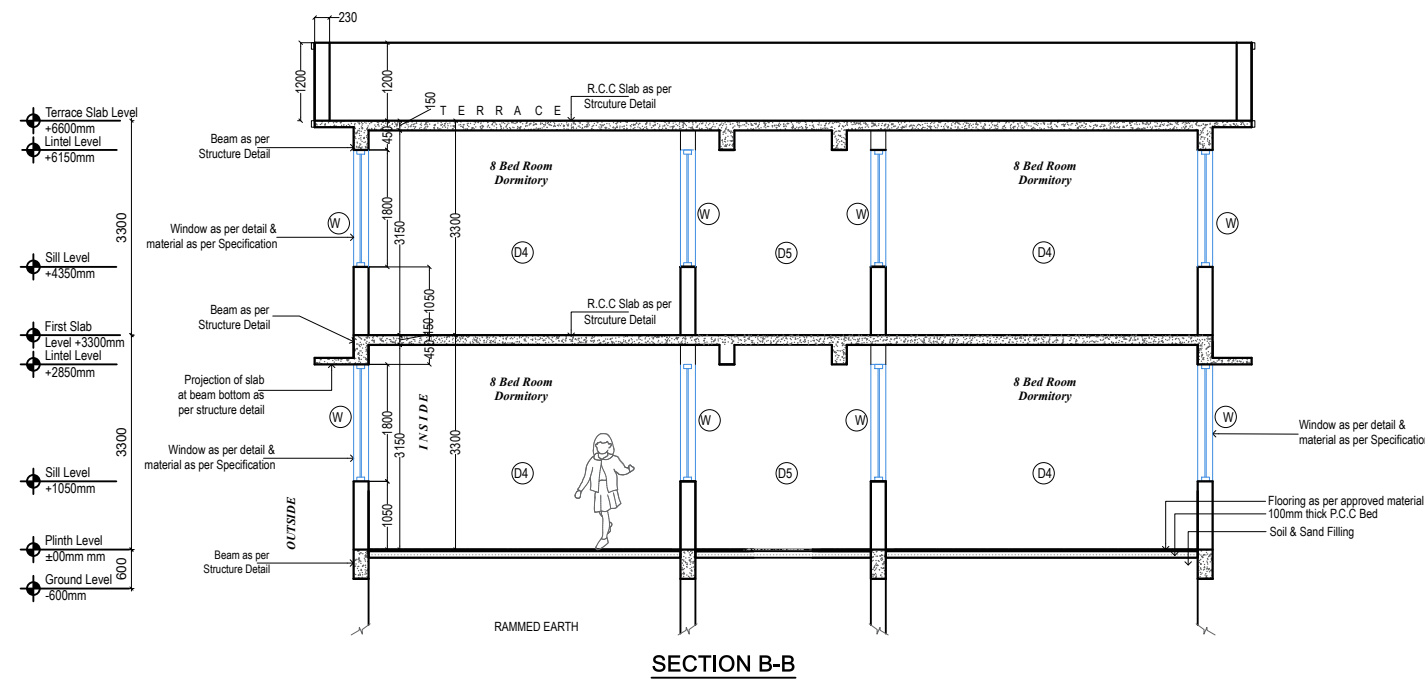 230
1200
1200
150
T E R R A C E
R.C.C Slab as per
Strcuture Detail
Terrace Slab Level
+6600mm
Lintel Level
+6150mm
Beam as per
Structure Detail
450
8 Bed Room
Dormitory
8 Bed Room
Dormitory
3300
W
Window as per detail &
material as per Specification
1800
3150
3300
W
W
W
D4
D5
D4
Sill Level
+4350mm
1050
Beam as per
Structure Detail
R.C.C Slab as per
Strcuture Detail
First Slab
Level +3300mm
Lintel Level
+2850mm
450
450
Projection of slab
at beam bottom as
per structure detail
8 Bed Room
Dormitory
8 Bed Room
Dormitory
INSIDE
3300
W
1800
3150
3300
W
W
W
Window as per detail &
material as per Specification
Window as per detail &
material as per Specification
D4
D5
D4
Sill Level
+1050mm
1050
OUTSIDE
Flooring as per approved material
100mm thick P.C.C Bed
Soil & Sand Filling
Plinth Level
±00mm mm
Beam as per
Structure Detail
600
Ground Level
-600mm
RAMMED EARTH
SECTION B-B